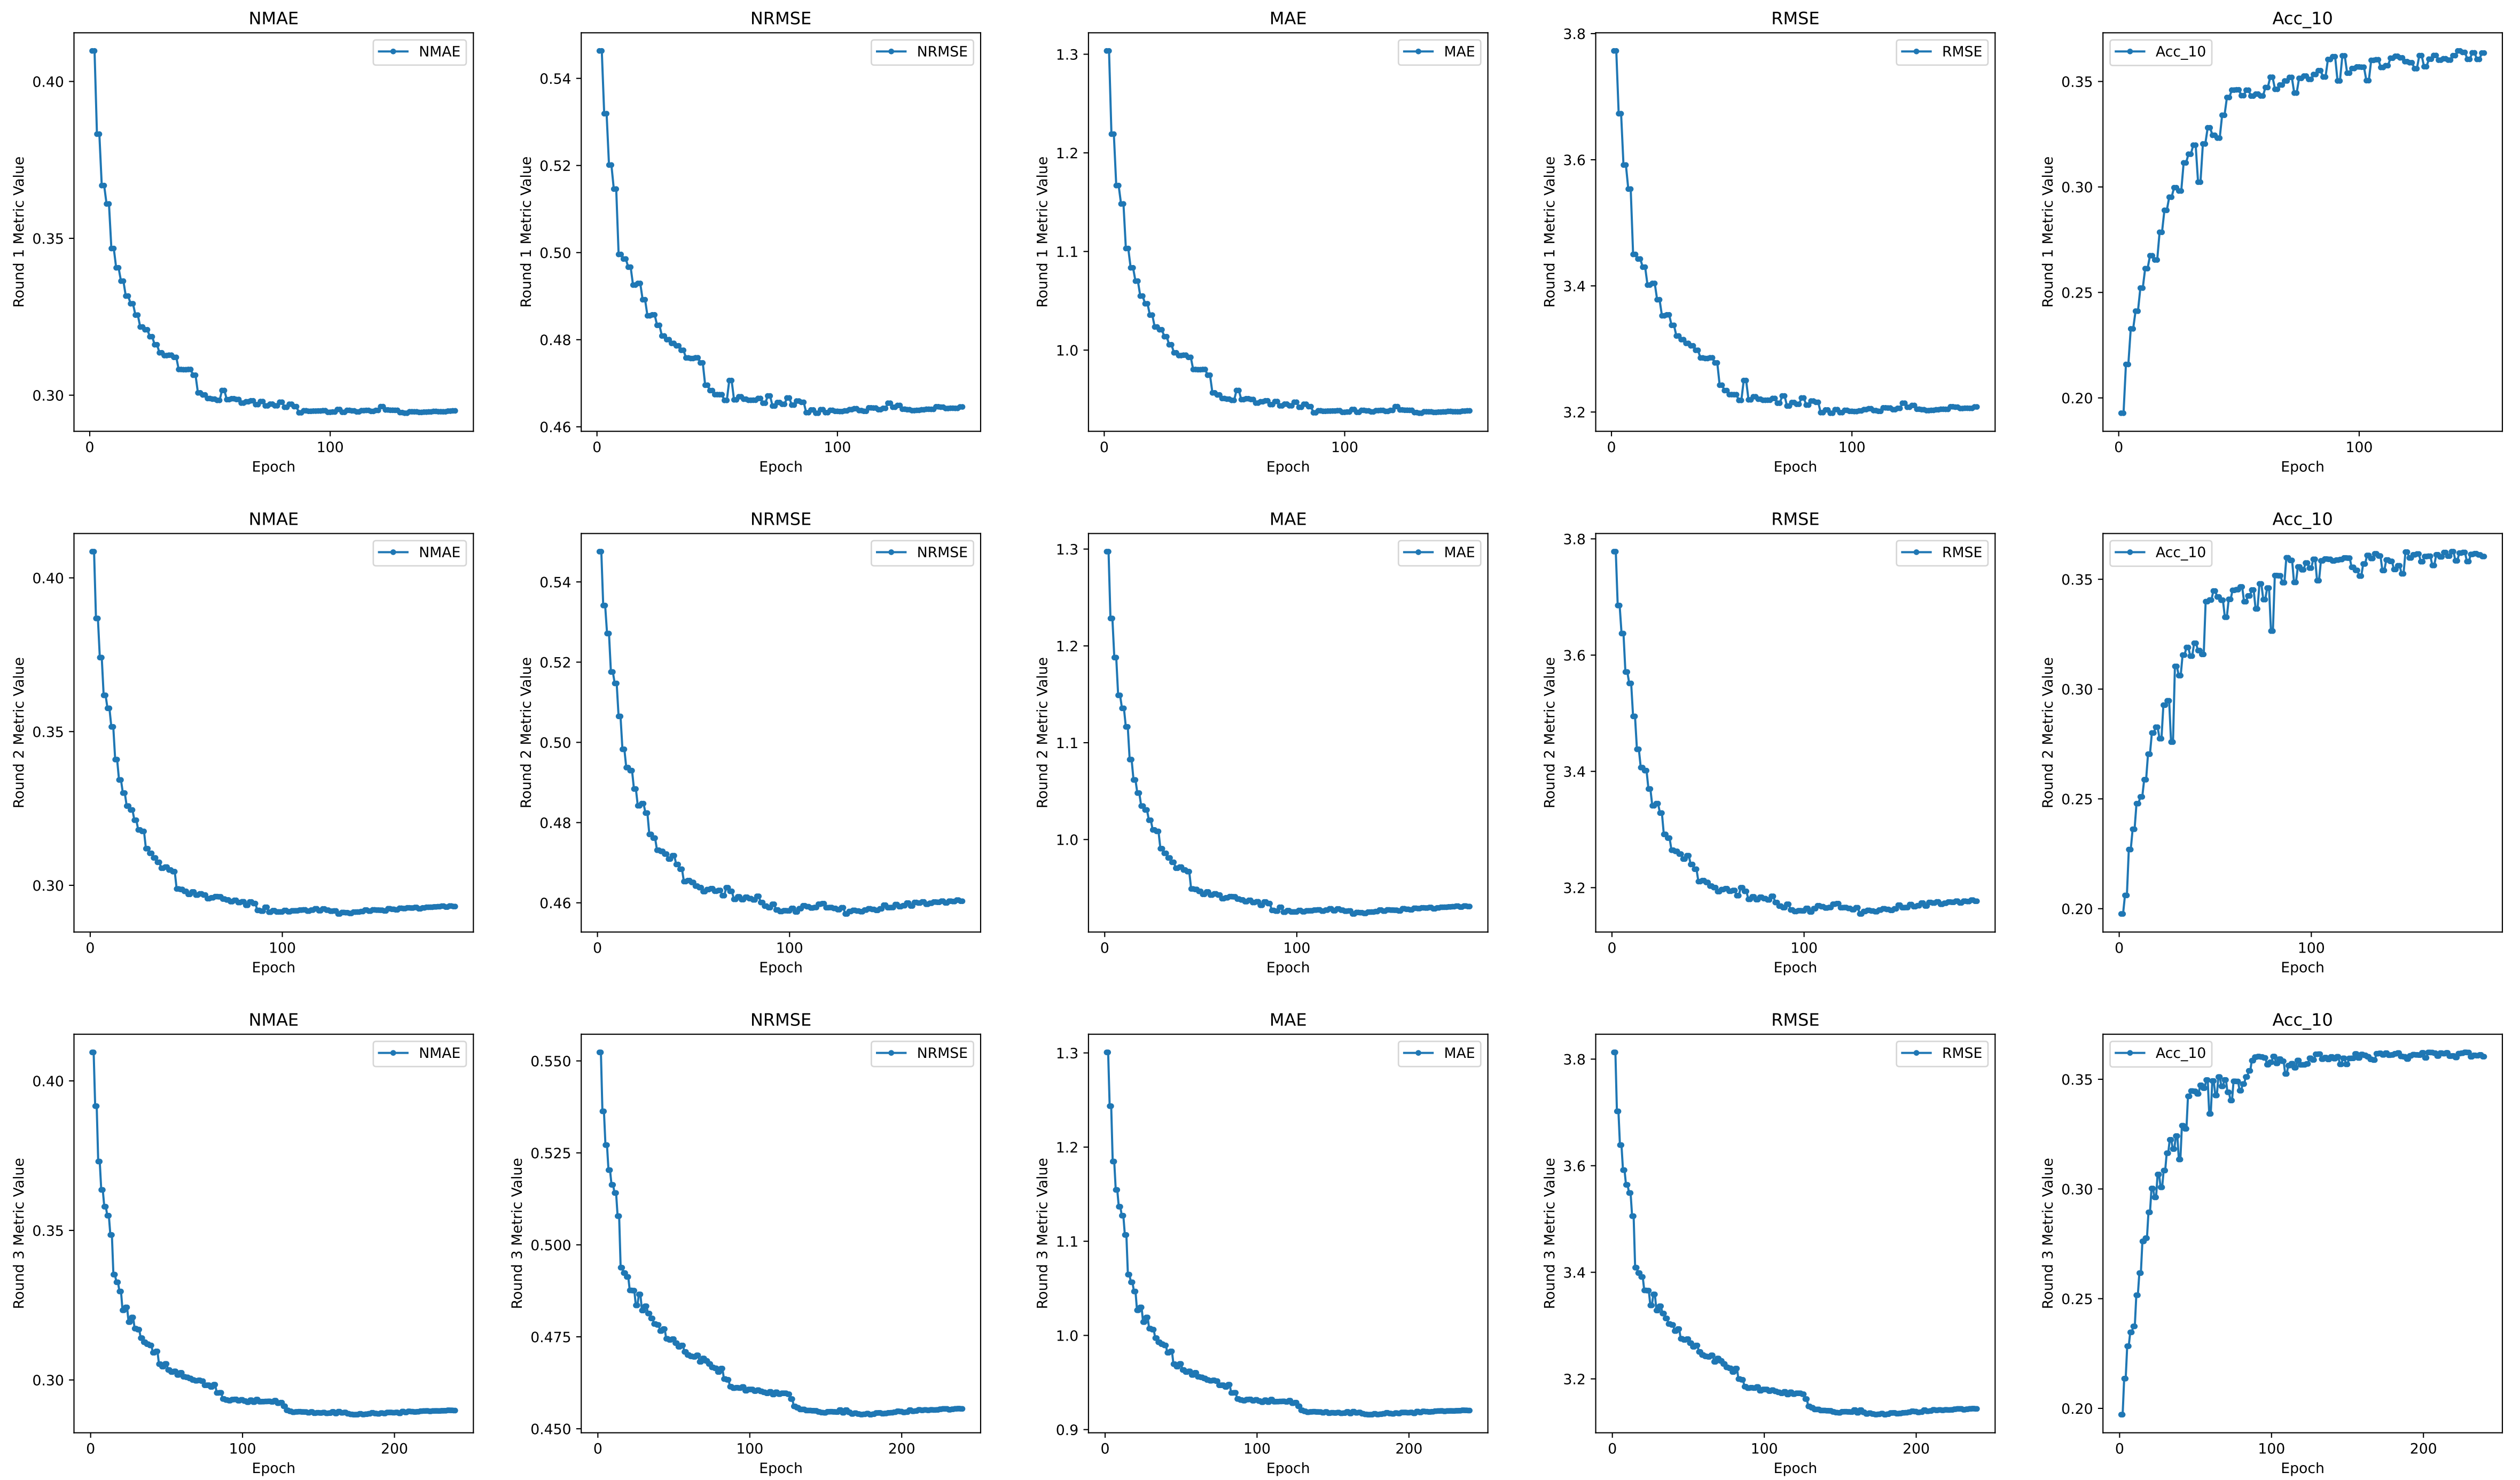 NMAE NRMSE MAE RMSE Acc_10
NMAE NRMSE MAE RMSE Acc_10
Round 1 Metric Value Round 1 Metric Value Round 1 Metric Value Round 1 Metric Value Round 1 Metric Value
0.40 0.35 0.30
0.54 0.52 0.50 0.48 0.46
1.3 1.2 1.1 1.0
3.8 3.6 3.4 3.2
0.35 0.30 0.25 0.20
0 100 0 100 0 100 0 100 0 100
Epoch Epoch Epoch Epoch Epoch
NMAE NRMSE MAE RMSE Acc_10
NMAE NRMSE MAE RMSE Acc_10
Round 2 Metric Value Round 2 Metric Value Round 2 Metric Value Round 2 Metric Value Round 2 Metric Value
0.40 0.35 0.30
0.54 0.52 0.50 0.48 0.46
1.3 1.2 1.1 1.0
3.8 3.6 3.4 3.2
0.35 0.30 0.25 0.20
0 100 0 100 0 100 0 100 0 100
Epoch Epoch Epoch Epoch Epoch
NMAE NRMSE MAE RMSE Acc_10
NMAE NRMSE MAE RMSE Acc_10
Round 3 Metric Value Round 3 Metric Value Round 3 Metric Value Round 3 Metric Value Round 3 Metric Value
0.40 0.35 0.30
0.550 0.525 0.500 0.475 0.450
1.3 1.2 1.1 1.0 0.9
3.8 3.6 3.4 3.2
0.35 0.30 0.25 0.20
0 100 200 0 100 200 0 100 200 0 100 200 0 100 200
Epoch Epoch Epoch Epoch Epoch